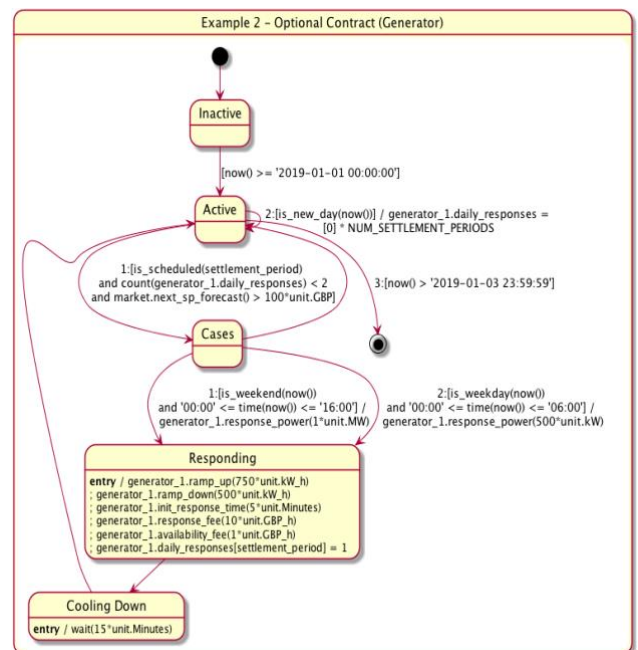 Example 2 - Optional Contract (Generator)
Inactive
[now() >= '2019-01-01 00:00:00']
Active
2:[is_new_day(now())] / generator_1.daily_responses =
[0] * NUM_SETTLEMENT_PERIODS
1:[is_scheduled(settlement_period)
and count(generator_1.daily_responses) < 2
and market.next_sp_forecast() > 100*unit.GBP]
3:[now() > '2019-01-03 23:59:59']
Cases
1:[is_weekend(now())
and '00:00' <= time(now()) <= '16:00'] /
generator_1.response_power(1*unit.MW)
2:[is_weekday(now())
and '00:00' <= time(now()) <= '06:00'] /
generator_1.response_power(500*unit.kW)
Responding
entry / generator_1.ramp_up(750*unit.kW_h)
; generator_1.ramp_down(500*unit.kW_h)
; generator_1.init_response_time(5*unit.Minutes)
; generator_1.response_fee(10*unit.GBP_h)
; generator_1.availability_fee(1*unit.GBP_h)
; generator_1.daily_responses[settlement_period] = 1
Cooling Down
entry / wait(15*unit.Minutes)